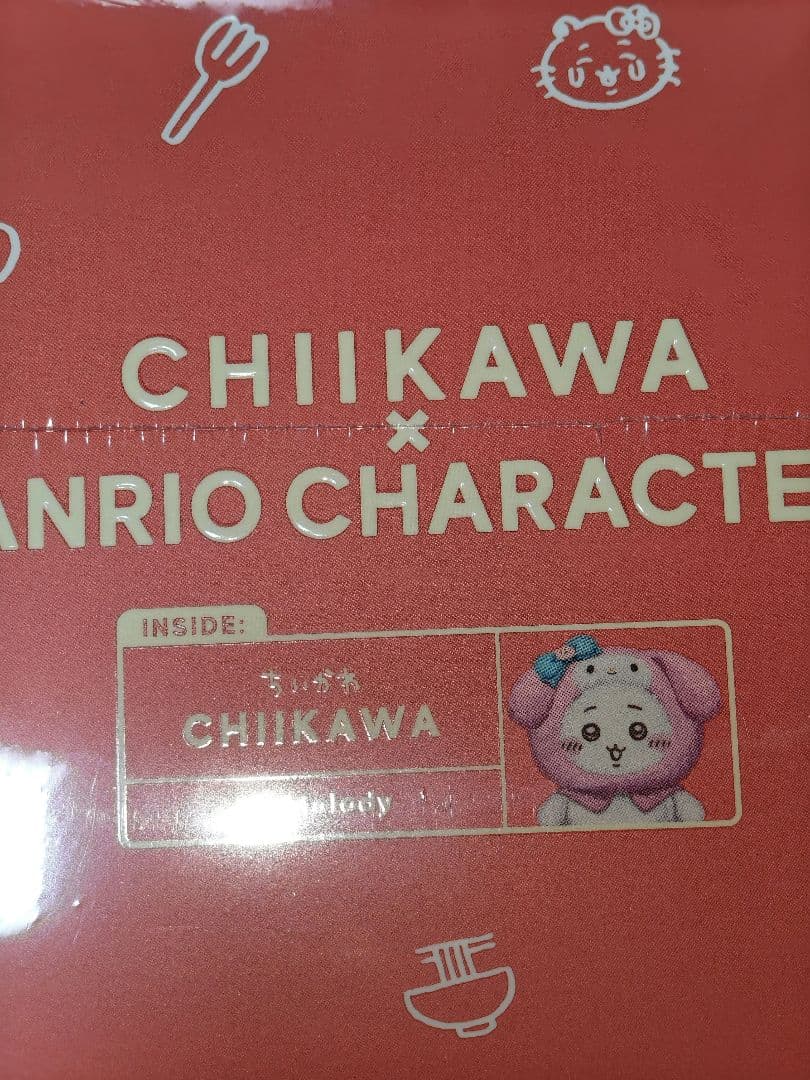 CHIIKAWA
×
ANRIO CHARACTE
INSIDE:
ちいかわ
CHIIKAWA